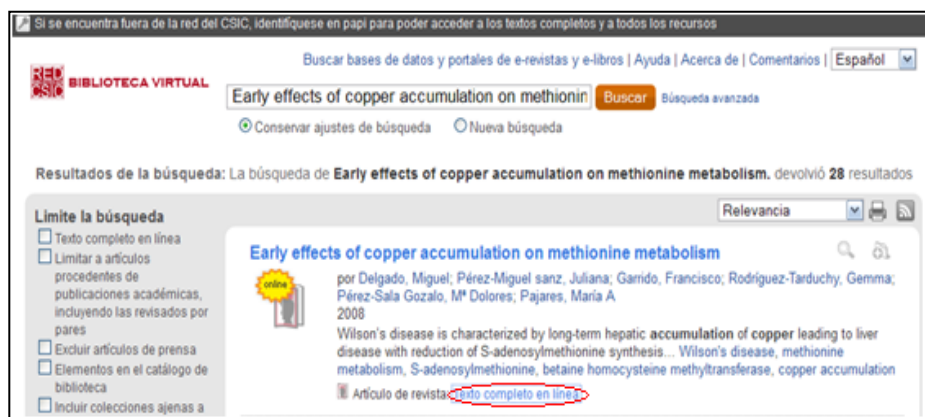 Si se encuentra fuera de la red del CSIC, identifíquese en papi para poder acceder a los textos completos y a todos los recursos
Buscar bases de datos y portales de e-revistas y e-libros | Ayuda | Acerca de | Comentarios | Español
RED CSIC BIBLIOTECA VIRTUAL
Early effects of copper accumulation on methionin Buscar Búsqueda avanzada
Conservar ajustes de búsqueda Nueva búsqueda
Resultados de la búsqueda: La búsqueda de Early effects of copper accumulation on methionine metabolism. devolvió 28 resultados
Relevancia
Limite la búsqueda
Texto completo en línea
Limitar a artículos
procedentes de
publicaciones académicas,
incluyendo las revisados por
pares
Excluir artículos de prensa
Elementos en el catálogo de
biblioteca
Incluir colecciones ajenas a
Early effects of copper accumulation on methionine metabolism
online
por Delgado, Miguel; Pérez-Miguel sanz, Juliana; Garrido, Francisco; Rodríguez-Tarduchy, Gemma;
Pérez-Sala Gozalo, Mª Dolores; Pajares, María A
2008
Wilson's disease is characterized by long-term hepatic accumulation of copper leading to liver
disease with reduction of S-adenosylmethionine synthesis... Wilson's disease, methionine
metabolism, S-adenosylmethionine, betaine homocysteine methyltransferase, copper accumulation
Artículo de revista Texto completo en línea